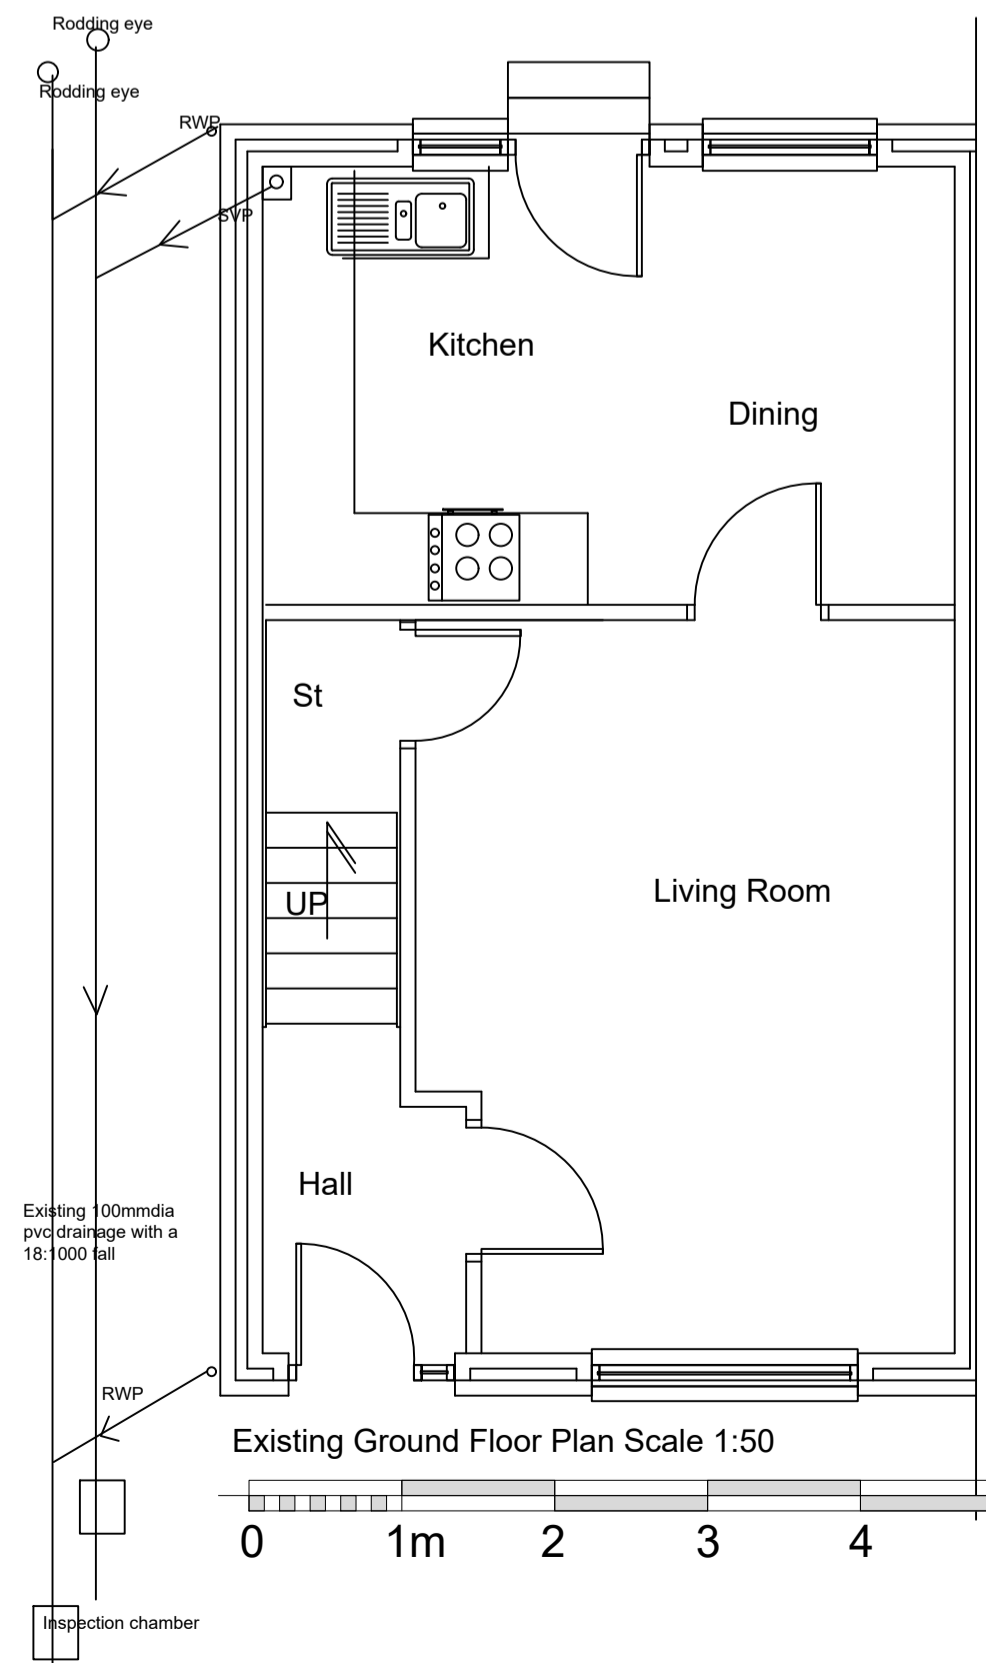 Rodding eye
Rodding eye
RWP
SVP
Kitchen
Dining
St
UP
Living Room
Hall
Existing 100mmdia
pvc drainage with a
18:1000 fall
RWP
Existing Ground Floor Plan Scale 1:50
0 1m 2 3 4
Inspection chamber